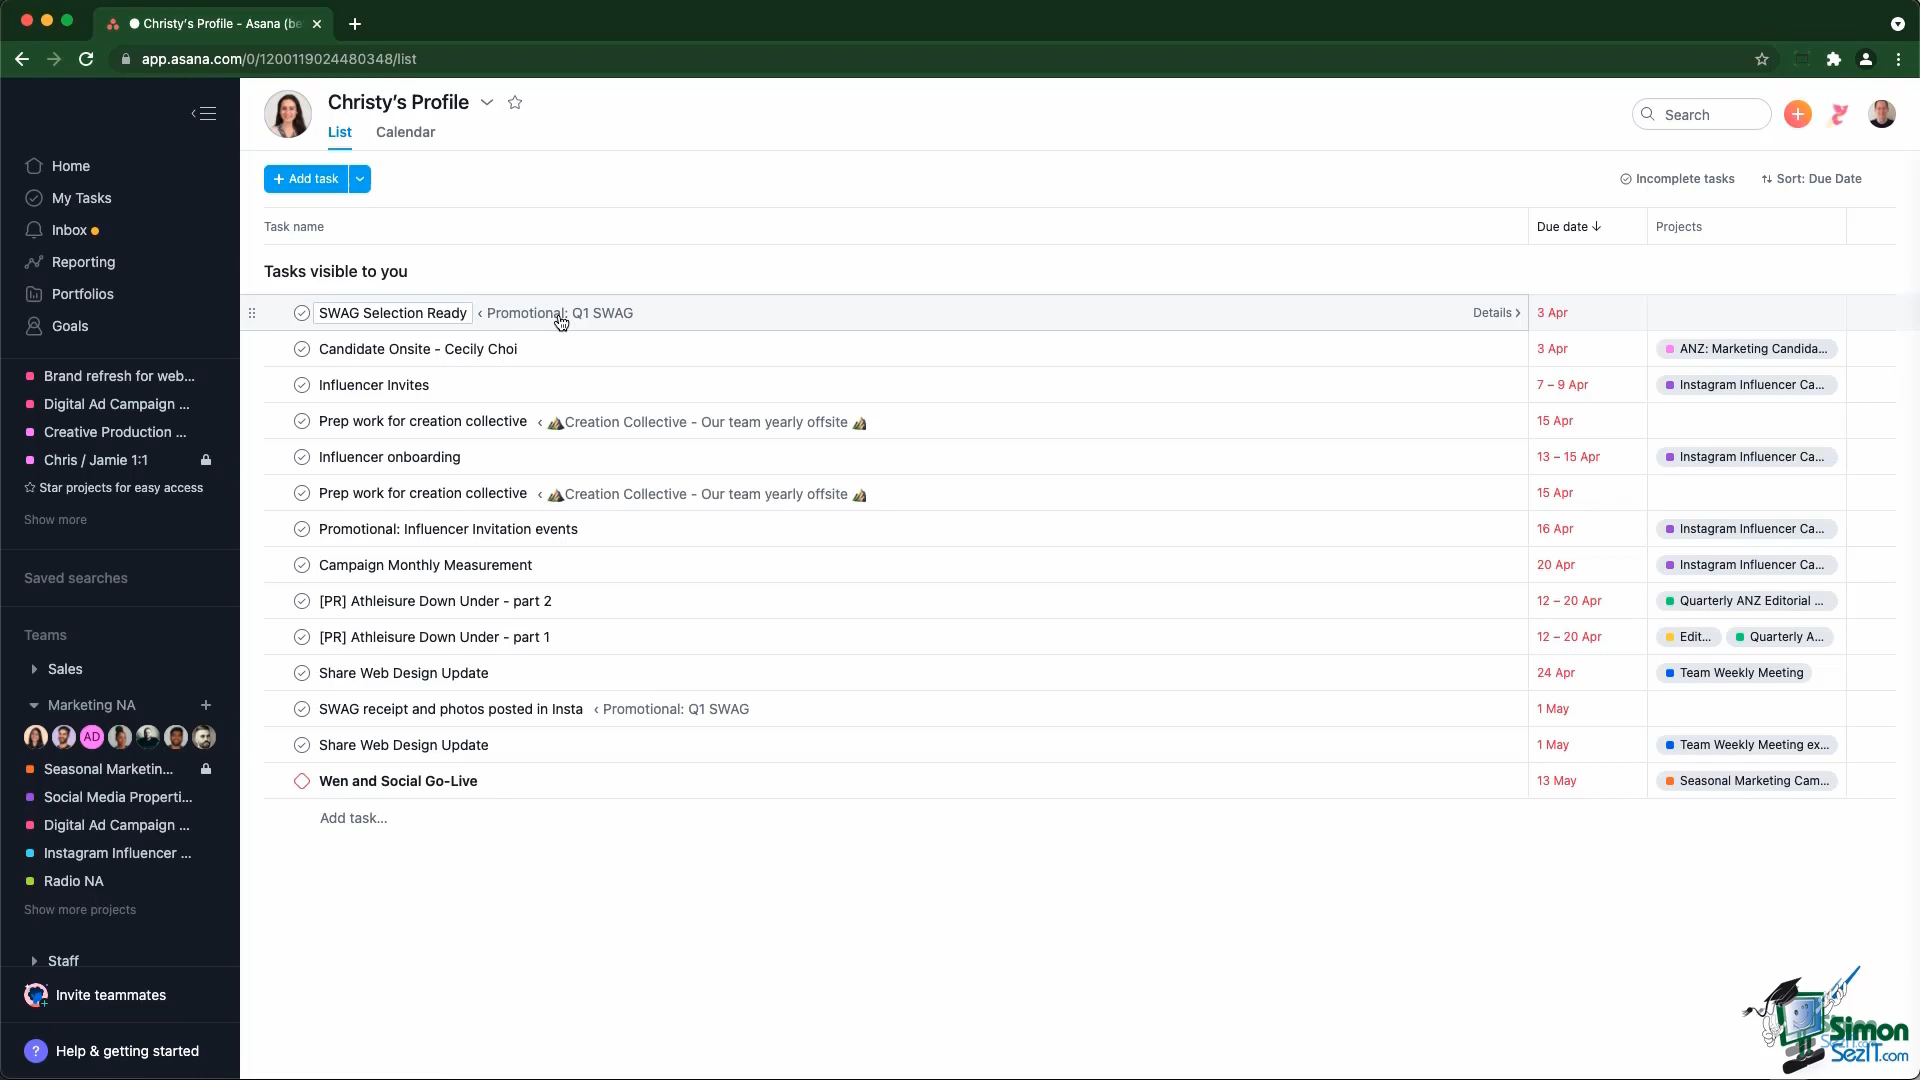 Christy's Profile - Asana (be
app.asana.com/0/1200119024480348/list
Home
My Tasks
Inbox
Reporting
Portfolios
Goals
Brand refresh for web...
Digital Ad Campaign ...
Creative Production ...
Chris / Jamie 1:1
Star projects for easy access
Show more
Saved searches
Teams
Sales
Marketing NA
AD
Seasonal Marketin...
Social Media Properti...
Digital Ad Campaign ...
Instagram Influencer ...
Radio NA
Show more projects
Staff
Invite teammates
? Help & getting started
Christy's Profile
List Calendar
Search
+ Add task
Incomplete tasks Sort: Due Date
Task name Due date Projects
Tasks visible to you
SWAG Selection Ready ‹ Promotional: Q1 SWAG Details 3 Apr
Candidate Onsite - Cecily Choi 3 Apr ANZ: Marketing Candida...
Influencer Invites 7 – 9 Apr Instagram Influencer Ca...
Prep work for creation collective ‹ Creation Collective - Our team yearly offsite 15 Apr
Influencer onboarding 13 – 15 Apr Instagram Influencer Ca...
Prep work for creation collective ‹ Creation Collective - Our team yearly offsite 15 Apr
Promotional: Influencer Invitation events 16 Apr Instagram Influencer Ca...
Campaign Monthly Measurement 20 Apr Instagram Influencer Ca...
[PR] Athleisure Down Under - part 2 12 – 20 Apr Quarterly ANZ Editorial ...
[PR] Athleisure Down Under - part 1 12 – 20 Apr Edit... Quarterly A...
Share Web Design Update 24 Apr Team Weekly Meeting
SWAG receipt and photos posted in Insta ‹ Promotional: Q1 SWAG 1 May
Share Web Design Update 1 May Team Weekly Meeting ex...
Wen and Social Go-Live 13 May Seasonal Marketing Cam...
Add task...
Simon
SezIT.com